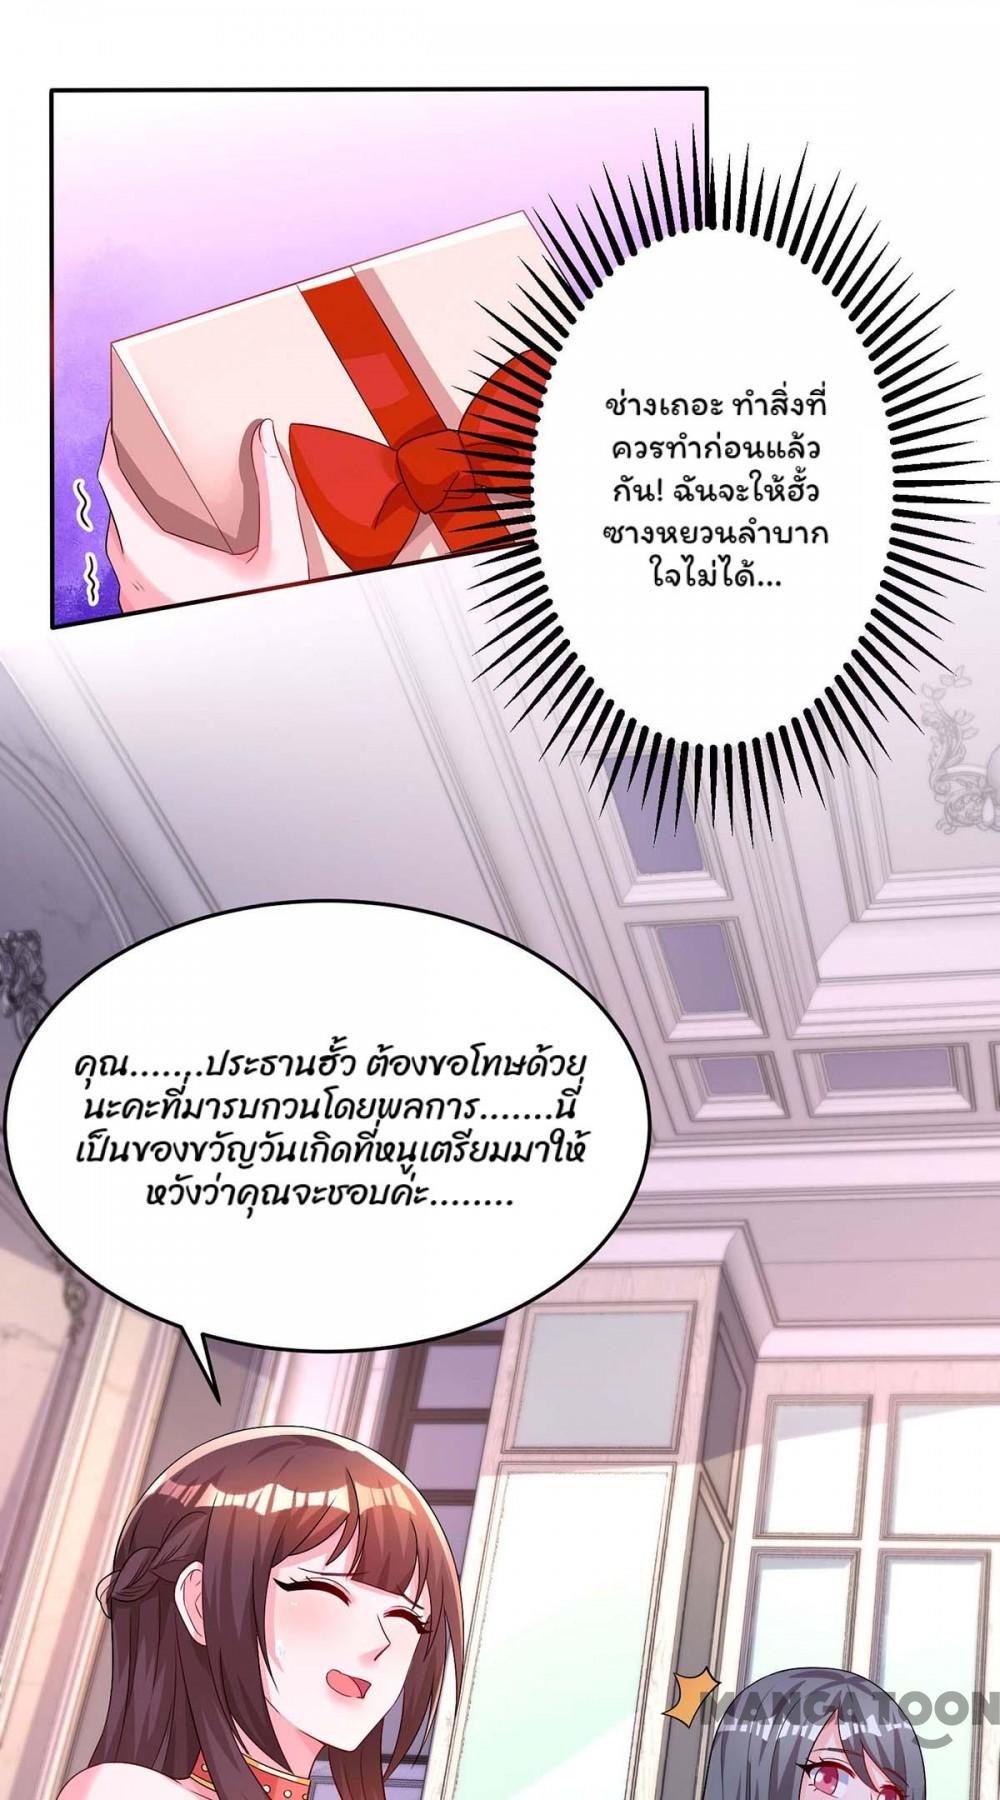 ช่างเถอะ ทำสิ่งที่
ควรทำก่อนแล้ว
กัน! ฉันจะให้ฮั้ว
ซางหยวนลำบาก
ใจไม่ได้...
คุณ.......ประธานฮั้ว ต้องขอโทษด้วย
นะคะที่มารบกวนโดยพลการ.......นี่
เป็นของขวัญวันเกิดที่หนูเตรียมมาให้
หวังว่าคุณจะชอบค่ะ........
MANGATOON